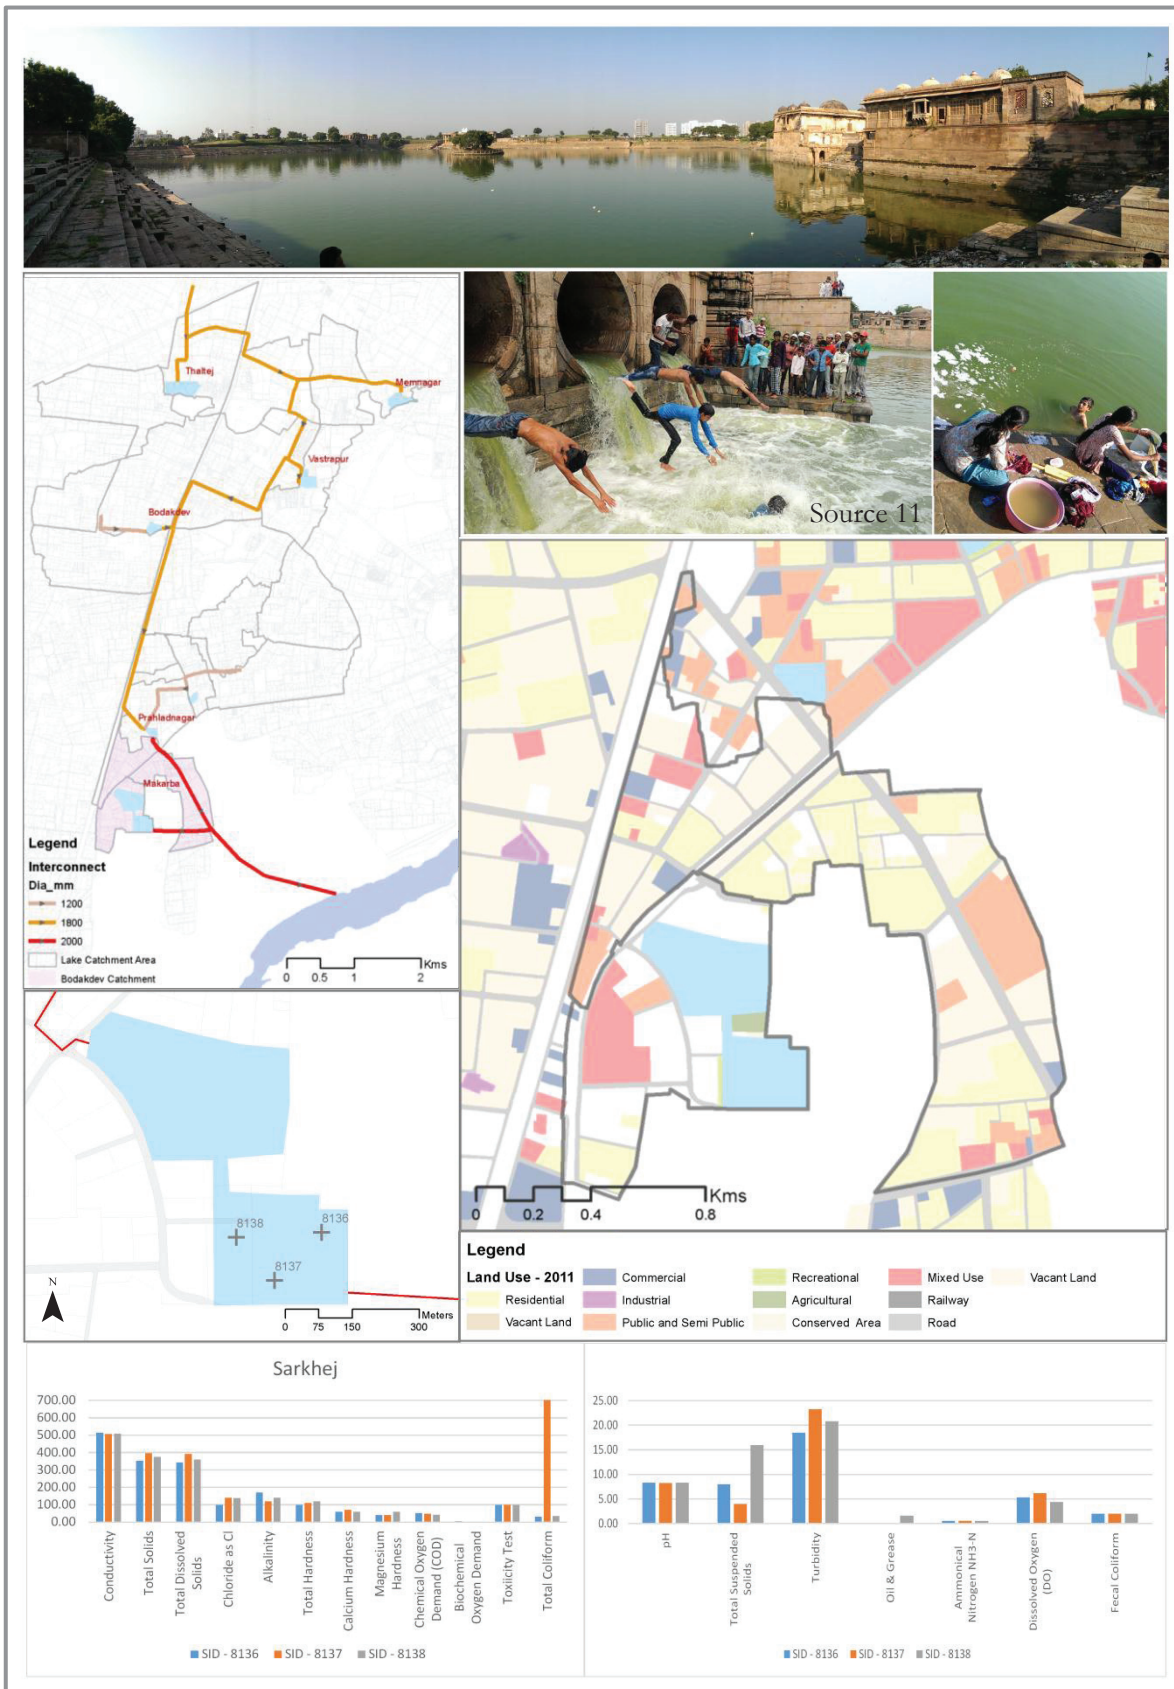 Source 11
Thaltej
Memnagar
Vastrapur
Bodakdev
Prahladnagar
Makarba
Legend
Interconnect
Dia_mm
1200
1800
2000
Lake Catchment Area
Bodakdev Catchment
Kms
0 0.5 1 2
Kms
0 0.2 0.4 0.8
8138
8136
8137
N
Meters
0 75 150 300
Legend
Land Use - 2011
Residential
Vacant Land
Commercial
Industrial
Public and Semi Public
Recreational
Agricultural
Conserved Area
Mixed Use
Railway
Road
Vacant Land
Sarkhej
700.00
600.00
500.00
400.00
300.00
200.00
100.00
0.00
Conductivity
Total Solids
Total Dissolved
Solids
Chloride as Cl
Alkalinity
Total Hardness
Calcium Hardness
Magnesium
Hardness
Chemical Oxygen
Demand (COD)
Biochemical
Oxygen Demand
Toxiicity Test
Total Coliform
SID - 8136 SID - 8137 SID - 8138
25.00
20.00
15.00
10.00
5.00
0.00
pH
Total Suspended
Solids
Turbidity
Oil & Grease
Ammonical
Nitrogen NH3-N
Dissolved Oxygen
(DO)
Fecal Coliform
SID - 8136 SID - 8137 SID - 8138